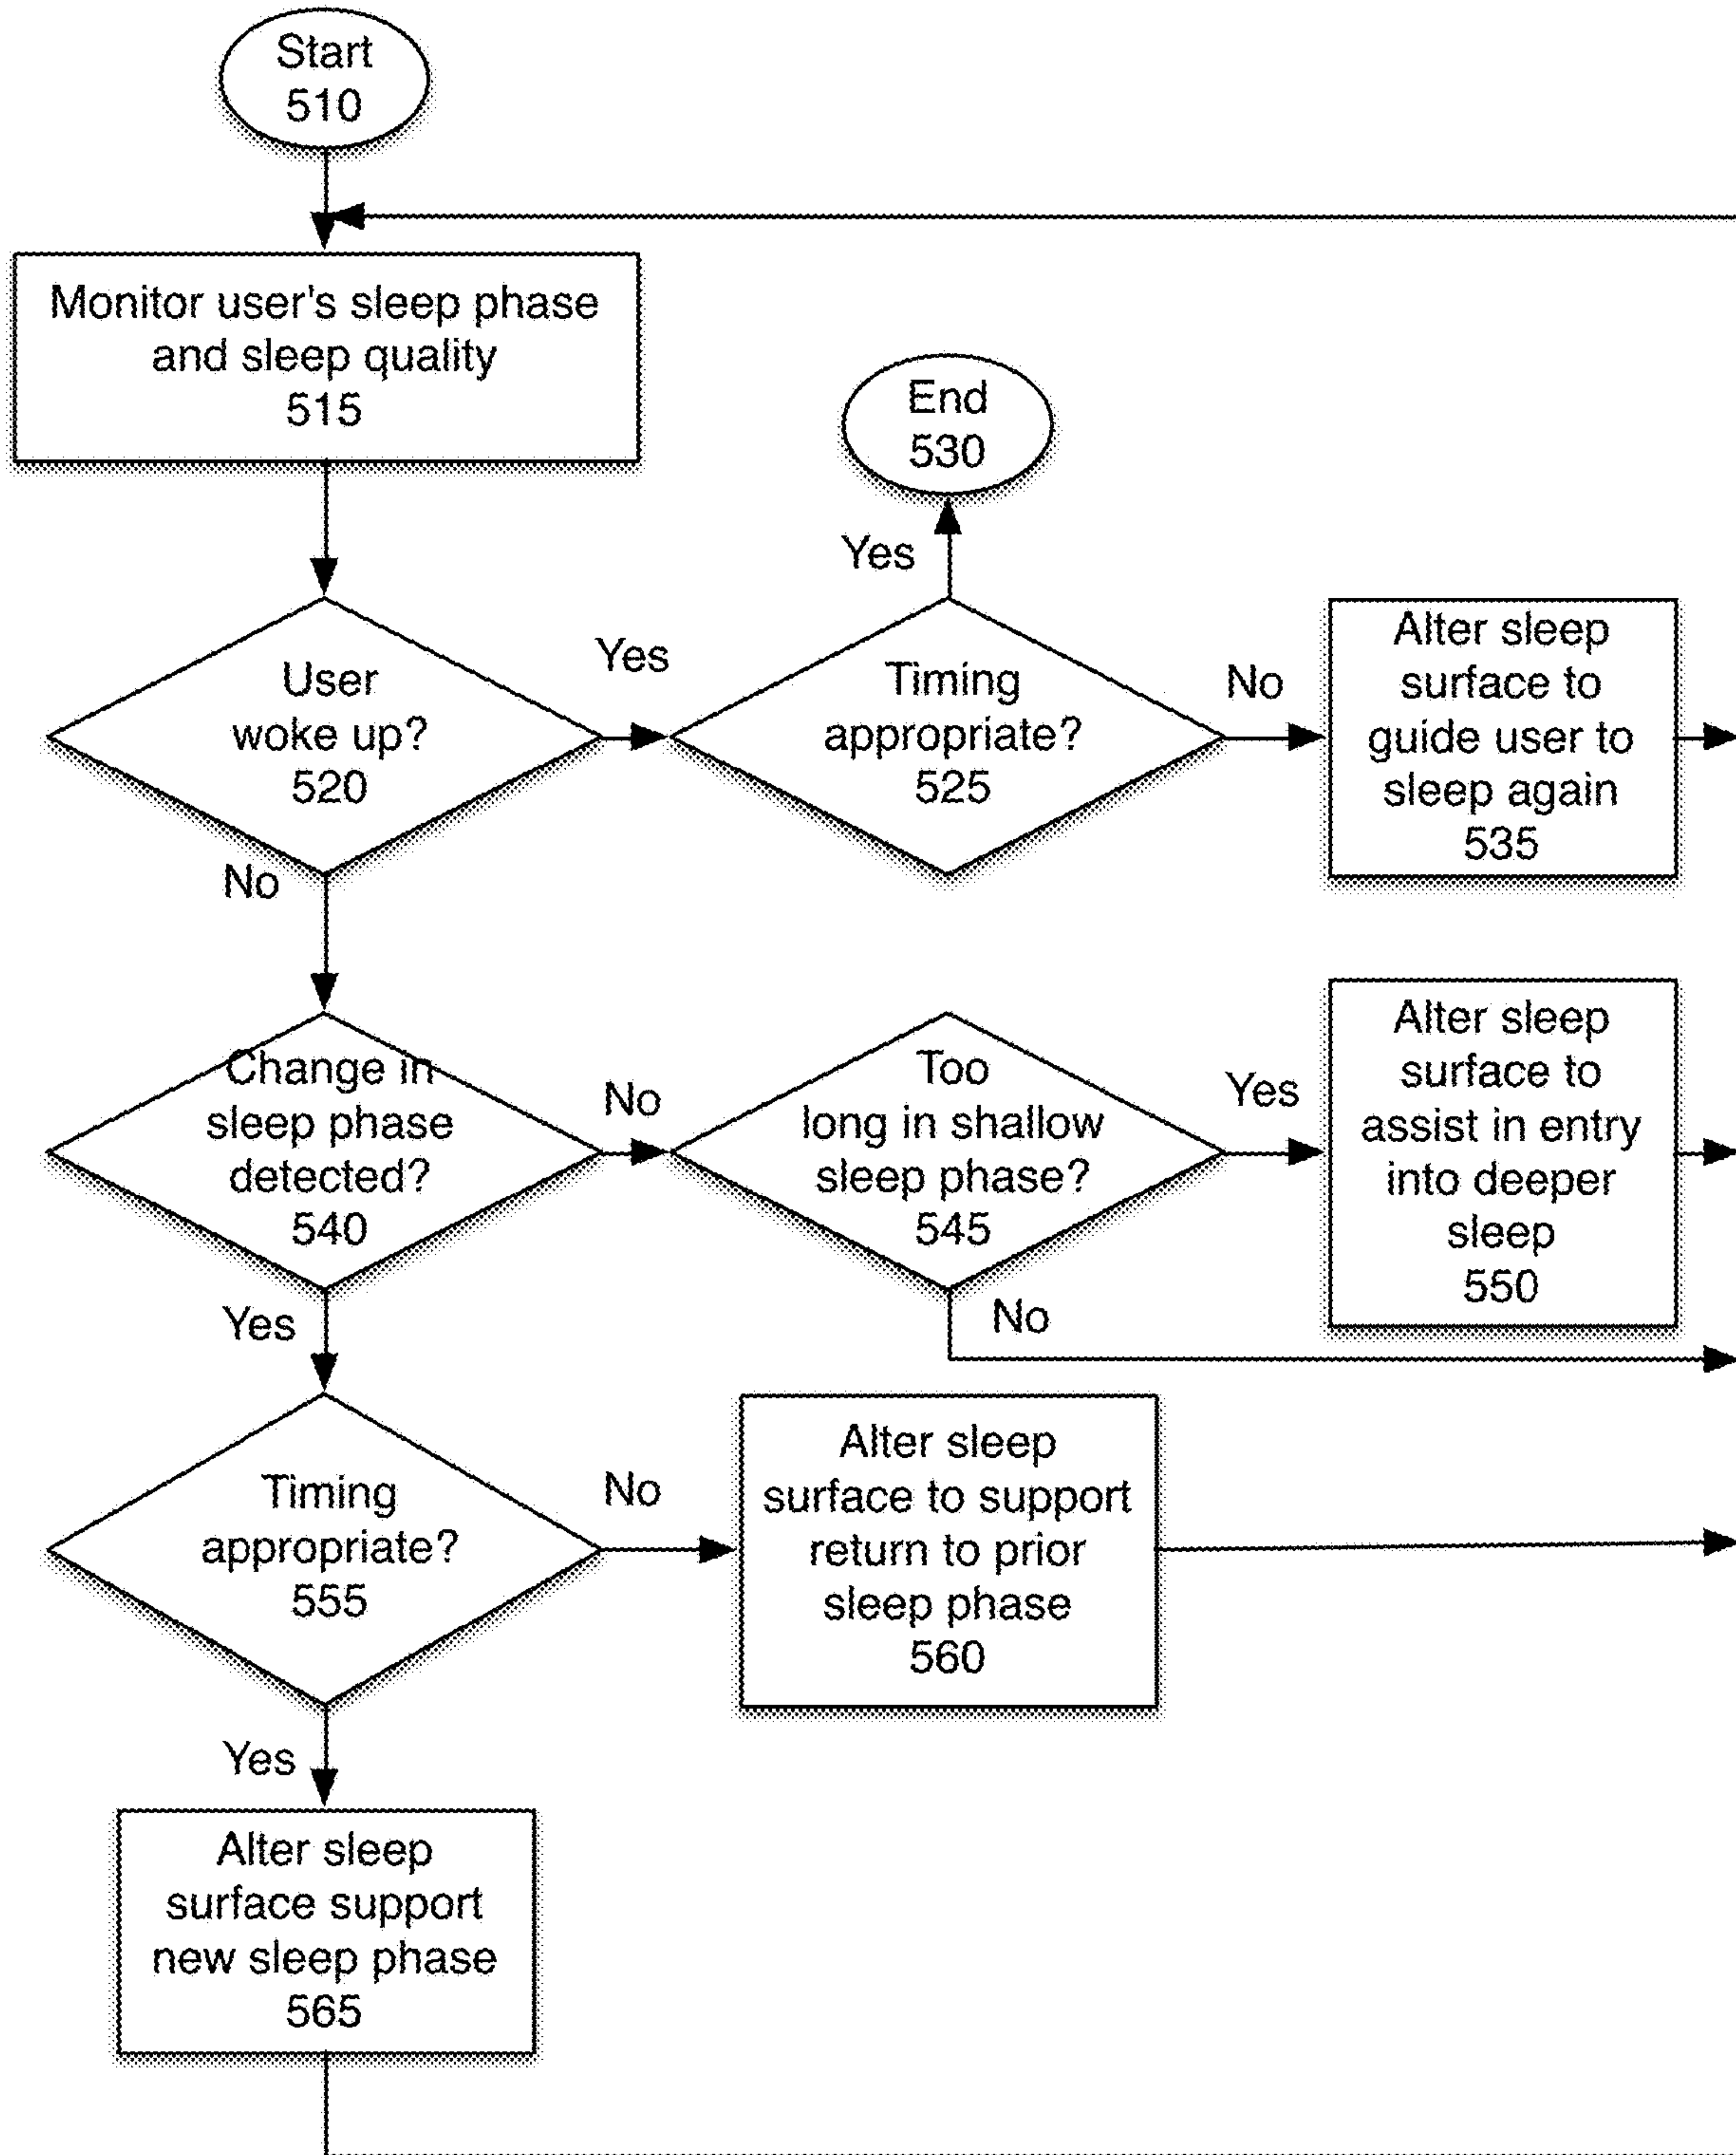 Start
510
Monitor user's sleep phase
and sleep quality
515
End
530
Yes
User
woke up?
520
Yes
Timing
appropriate?
525
No
Alter sleep
surface to
guide user to
sleep again
535
No
Change in
sleep phase
detected?
540
No
Too
long in shallow
sleep phase?
545
Yes
Alter sleep
surface to
assist in entry
into deeper
sleep
550
No
Yes
Timing
appropriate?
555
No
Alter sleep
surface to support
return to prior
sleep phase
560
Yes
Alter sleep
surface support
new sleep phase
565